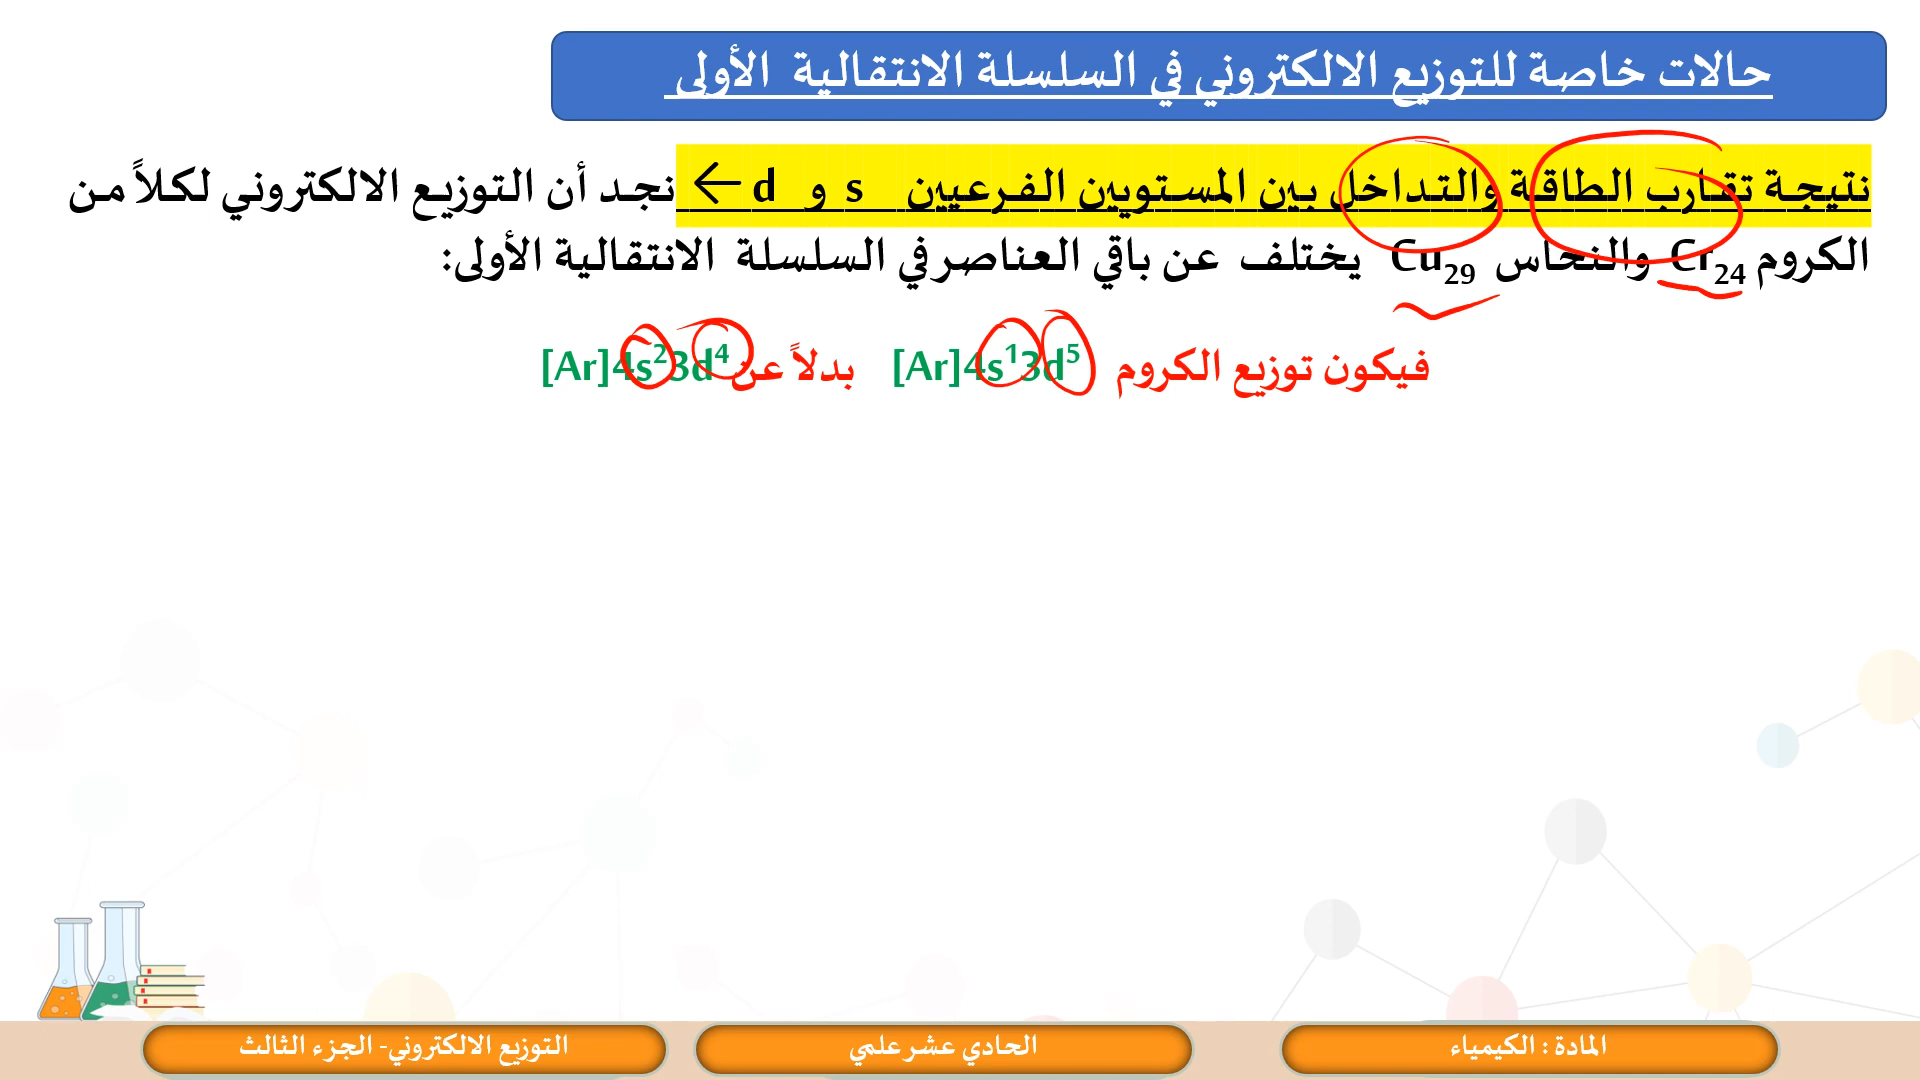 حالات خاصة للتوزيع الالكتروني في السلسلة الانتقالية الأولى
نتيجة تقارب الطاقة والتداخل بين المستويين الفرعيين s و d ← نجد أن التوزيع الالكتروني لكلاً من
الكروم Cr₂₄ والنحاس Cu₂₉ يختلف عن باقي العناصر في السلسلة الانتقالية الأولى:
فيكون توزيع الكروم [Ar]4s¹3d⁵ بدلاً عن [Ar]4s²3d⁴
المادة : الكيمياء
الحادي عشر علمي
التوزيع الالكتروني- الجزء الثالث